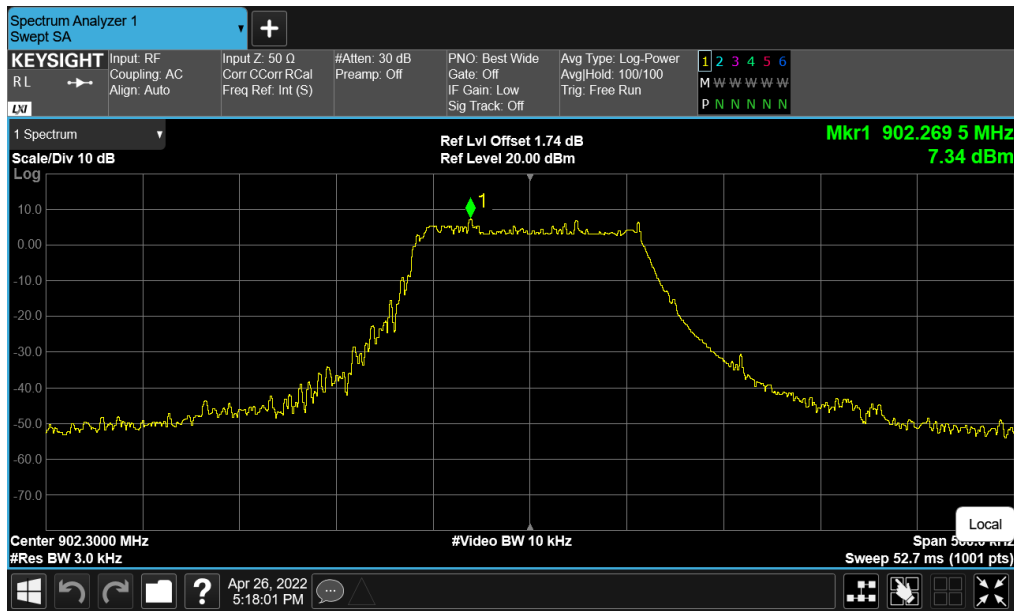 Spectrum Analyzer 1
Swept SA
+
KEYSIGHT
RL
LXI
Input: RF
Coupling: AC
Align: Auto
Input Z: 50 Ω
Corr CCorr RCal
Freq Ref: Int (S)
#Atten: 30 dB
Preamp: Off
PNO: Best Wide
Gate: Off
IF Gain: Low
Sig Track: Off
Avg Type: Log-Power
Avg|Hold: 100/100
Trig: Free Run
1 2 3 4 5 6
M W W W W W
P N N N N N
1 Spectrum
Scale/Div 10 dB
Log
Ref Lvl Offset 1.74 dB
Ref Level 20.00 dBm
Mkr1 902.269 5 MHz
7.34 dBm
1
10.0
0.00
-10.0
-20.0
-30.0
-40.0
-50.0
-60.0
-70.0
Local
Center 902.3000 MHz
#Res BW 3.0 kHz
#Video BW 10 kHz
Span
Sweep 52.7 ms (1001 pts)
?
Apr 26, 2022
5:18:01 PM